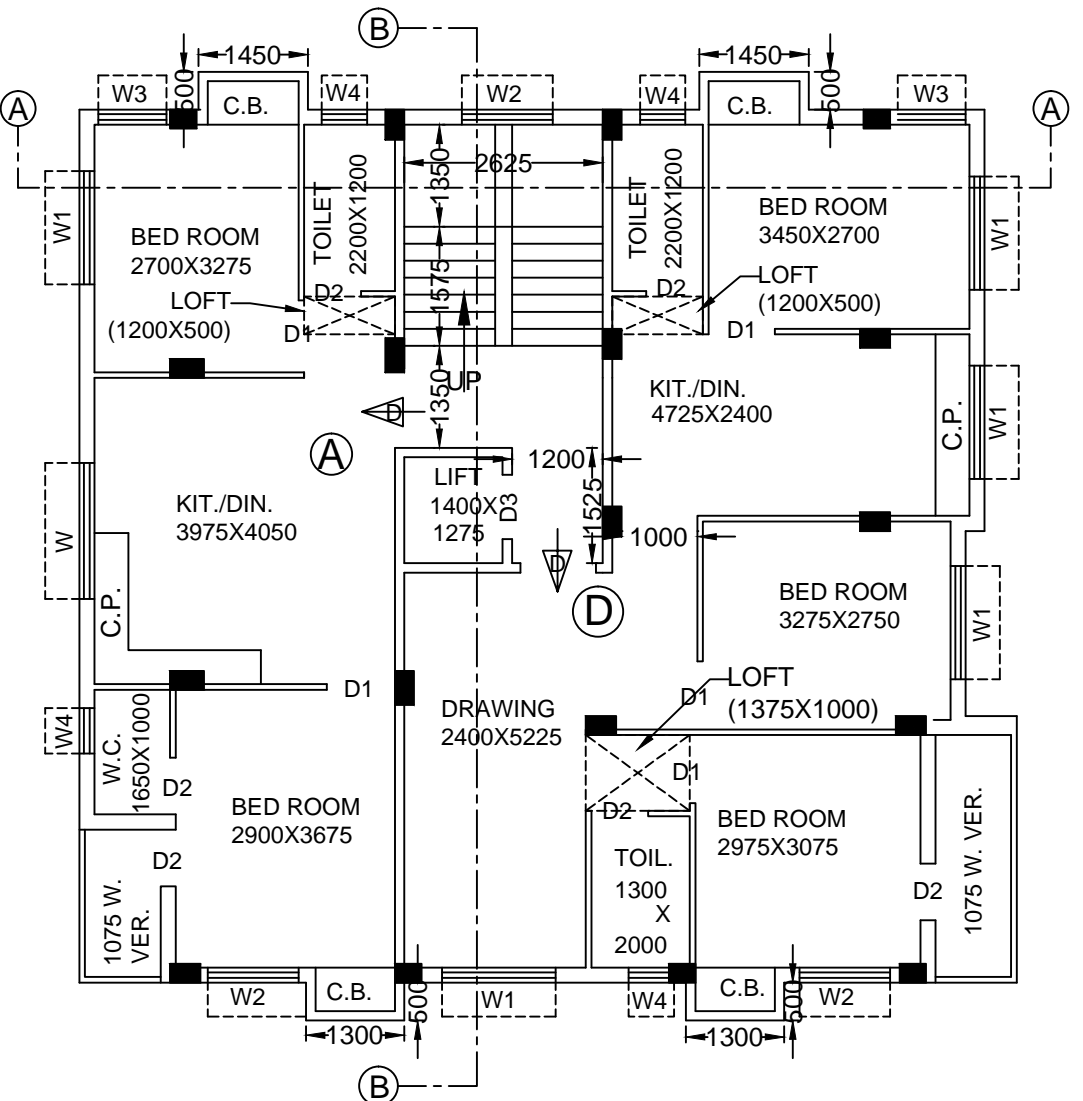 B
1450
1450
W3
500
C.B.
W4
W2
W4
C.B.
500
W3
A
A
1350
2625
TOILET
2200X1200
TOILET
2200X1200
W1
BED ROOM
2700X3275
BED ROOM
3450X2700
W1
LOFT
(1200X500)
D2
D1
1575
D2
LOFT
(1200X500)
D1
UP
1350
D
A
KIT./DIN.
4725X2400
C.P.
W1
LIFT
1400X
1275
D3
1200
1525
KIT./DIN.
3975X4050
W
C.P.
1000
D
D
BED ROOM
3275X2750
W1
D1
DRAWING
2400X5225
D1
LOFT
(1375X1000)
W4
W.C.
1650X1000
D2
D1
D2
BED ROOM
2900X3675
BED ROOM
2975X3075
D2
1075 W.
VER.
TOIL.
1300
X
2000
D2
1075 W. VER.
W2
C.B.
500
W1
W4
C.B.
500
W2
1300
1300
B